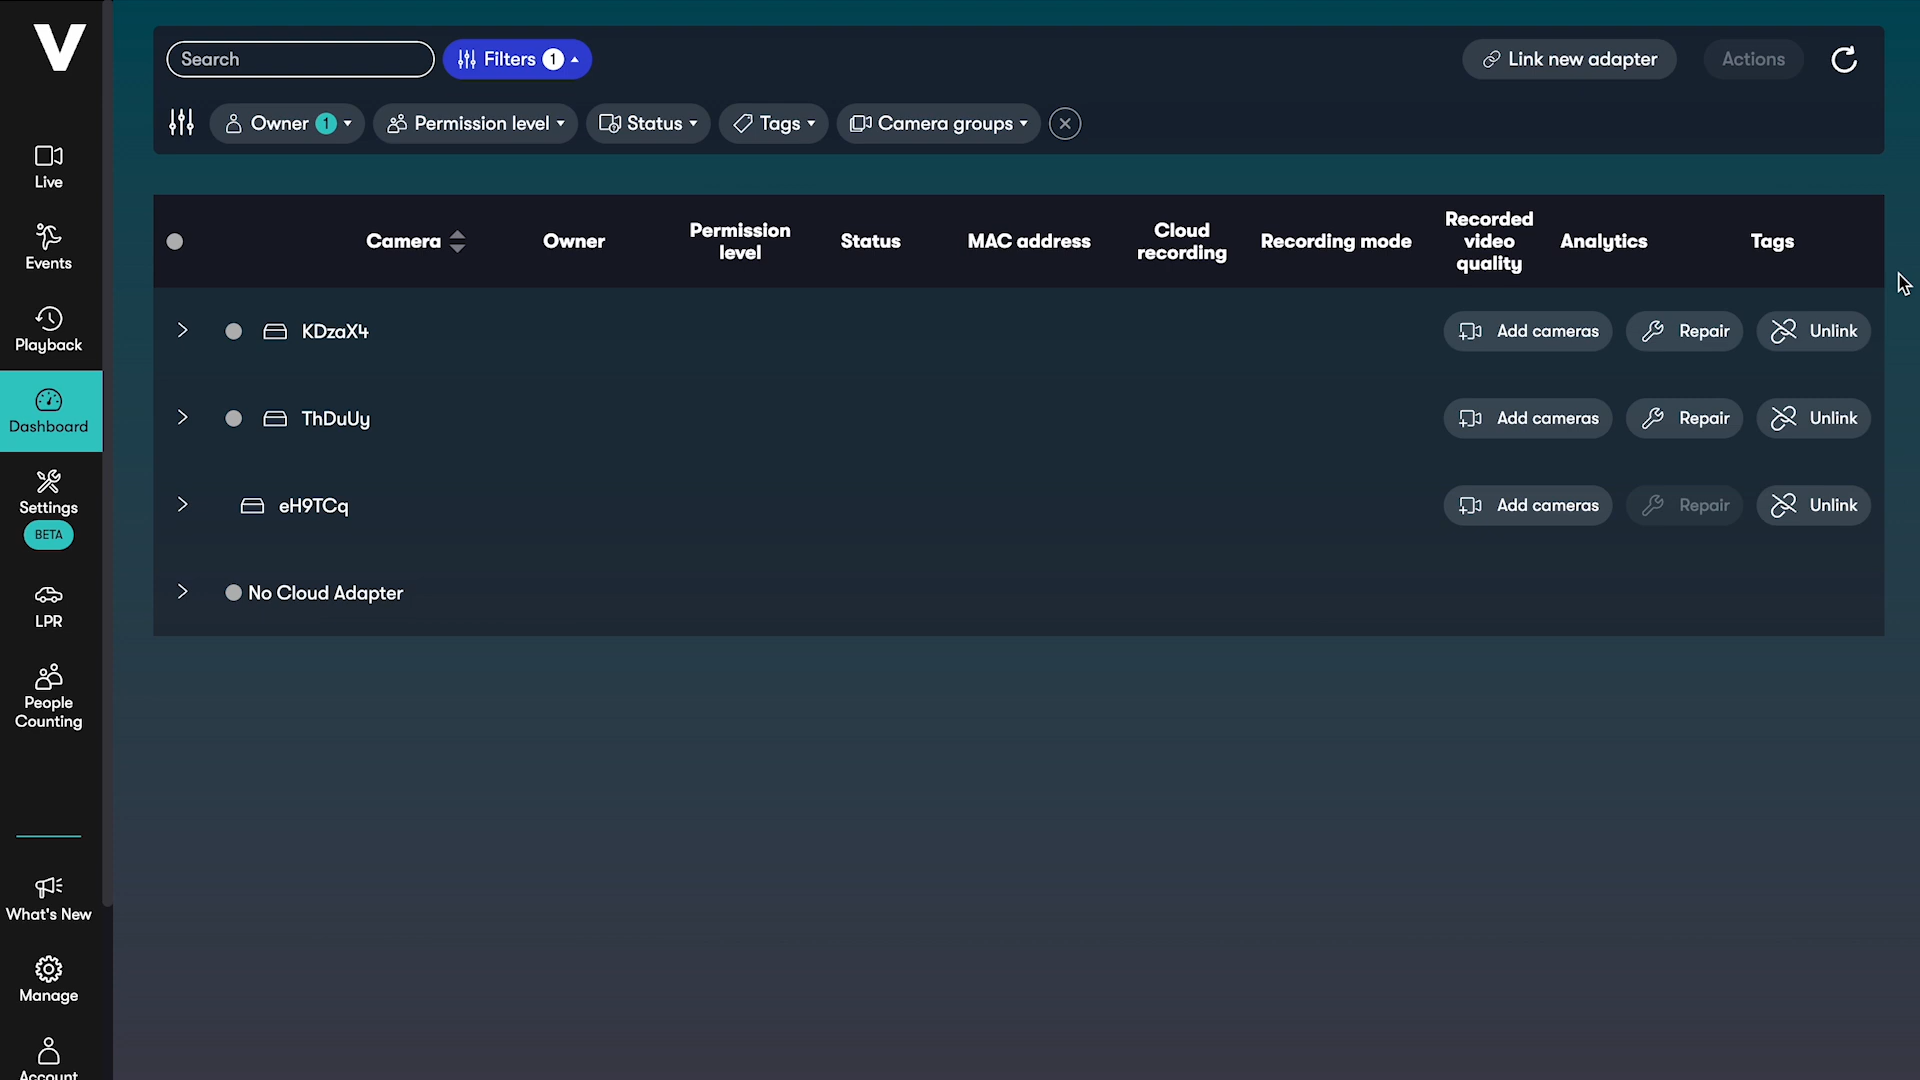 V
Search
Filters 1
Link new adapter
Actions
Owner 1
Permission level
Status
Tags
Camera groups
Live
Events
Playback
Dashboard
Settings
BETA
LPR
People
Counting
What's New
Manage
Account
Camera
Owner
Permission
level
Status
MAC address
Cloud
recording
Recording mode
Recorded
video
quality
Analytics
Tags
KDzaX4
Add cameras
Repair
Unlink
ThDuUy
Add cameras
Repair
Unlink
eH9TCq
Add cameras
Repair
Unlink
No Cloud Adapter